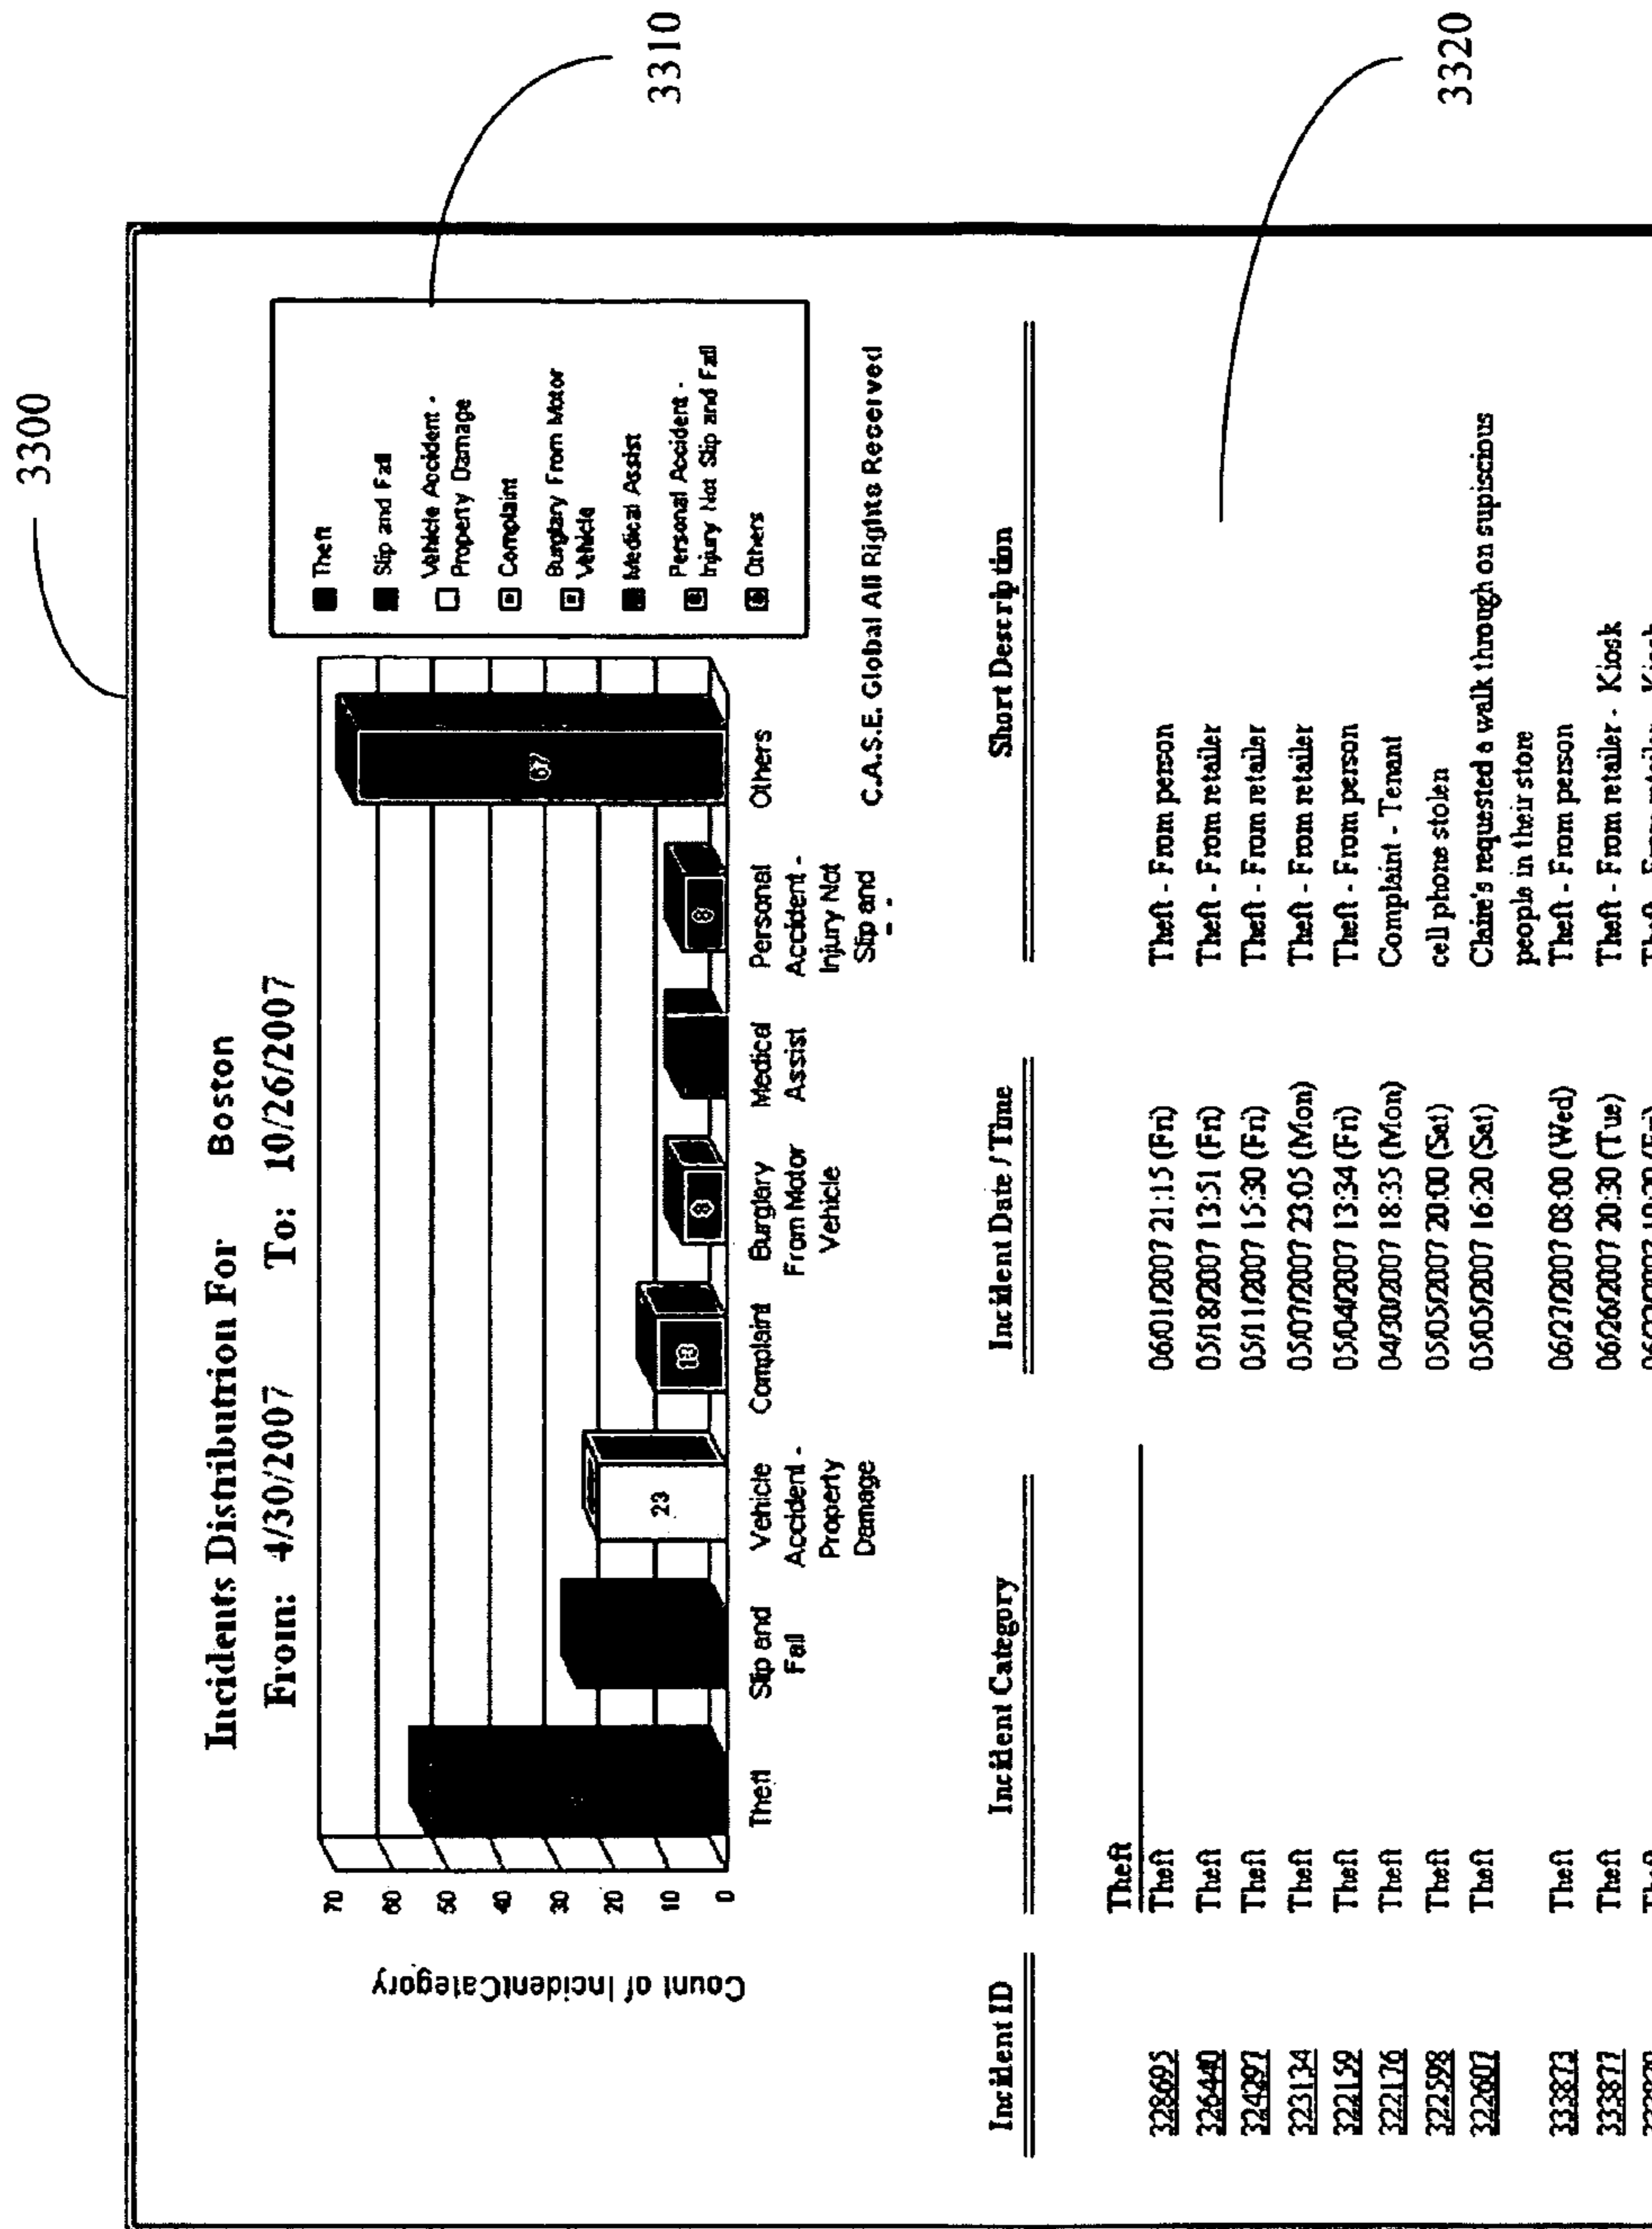 3300
Incidents Distribution For Boston
From: 4/30/2007 To: 10/26/2007
Count of IncidentCategory
70
60
50
40
30
20
10
0
23
13
8
8
67
Theft
Slip and
Fall
Vehicle
Accident -
Property
Damage
Complaint
Burglary
From Motor
Vehicle
Medical
Assist
Personal
Accident -
Injury Not
Slip and
Others
Theft
Slip and Fall
Vehicle Accident -
Property Damage
Complaint
Burglary From Motor
Vehicle
Medical Assist
Personal Accident -
Injury Not Slip and Fall
Others
3310
C.A.S.E. Global All Rights Received
Incident ID Incident Category Incident Date / Time Short Description
Theft
328695 Theft 06/01/2007 21:15 (Fri) Theft - From person
326440 Theft 05/18/2007 13:51 (Fri) Theft - From retailer
324297 Theft 05/11/2007 15:30 (Fri) Theft - From retailer
323134 Theft 05/07/2007 23:05 (Mon) Theft - From retailer
322159 Theft 05/04/2007 13:34 (Fri) Theft - From person
322176 Theft 04/30/2007 18:35 (Mon) Complaint - Tenant
322598 Theft 05/05/2007 20:00 (Sat) cell phone stolen
322607 Theft 05/05/2007 16:20 (Sat) Claire's requested a walk through on supiscious
people in their store
333873 Theft 06/27/2007 08:00 (Wed) Theft - From person
333877 Theft 06/26/2007 20:30 (Tue) Theft - From retailer - Kiosk
Theft Theft - From retailer - Kiosk
3320